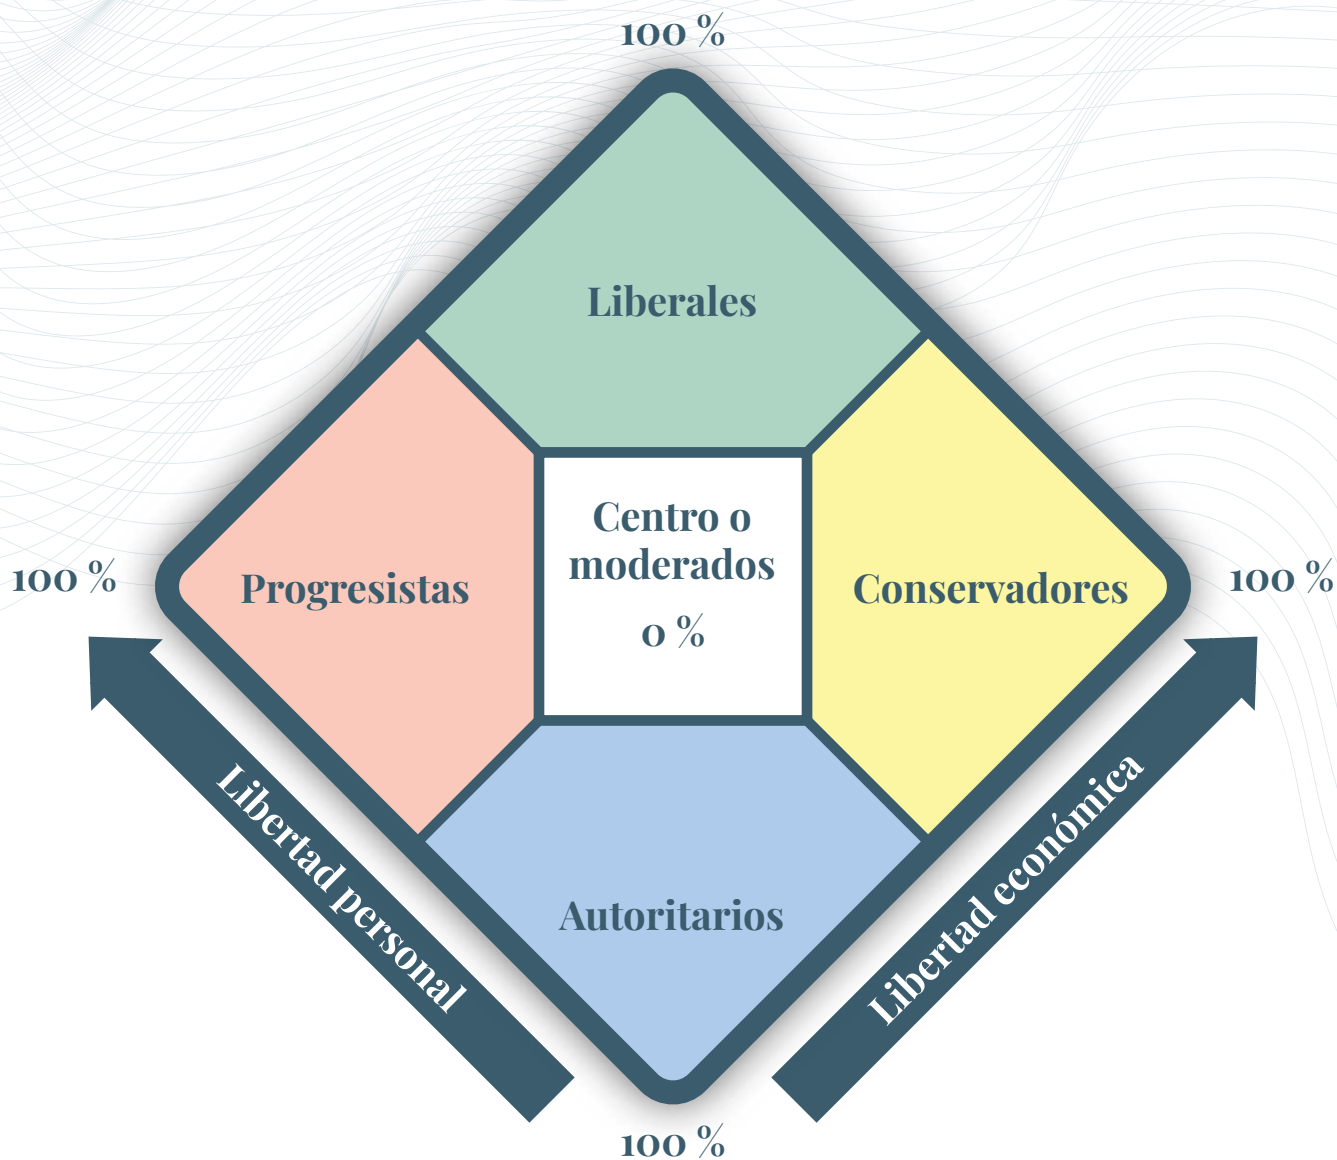 100 %
Liberales
Centro o
moderados
0 %
100 %
Progresistas
Conservadores
100 %
Libertad personal
Libertad económica
Autoritarios
100 %